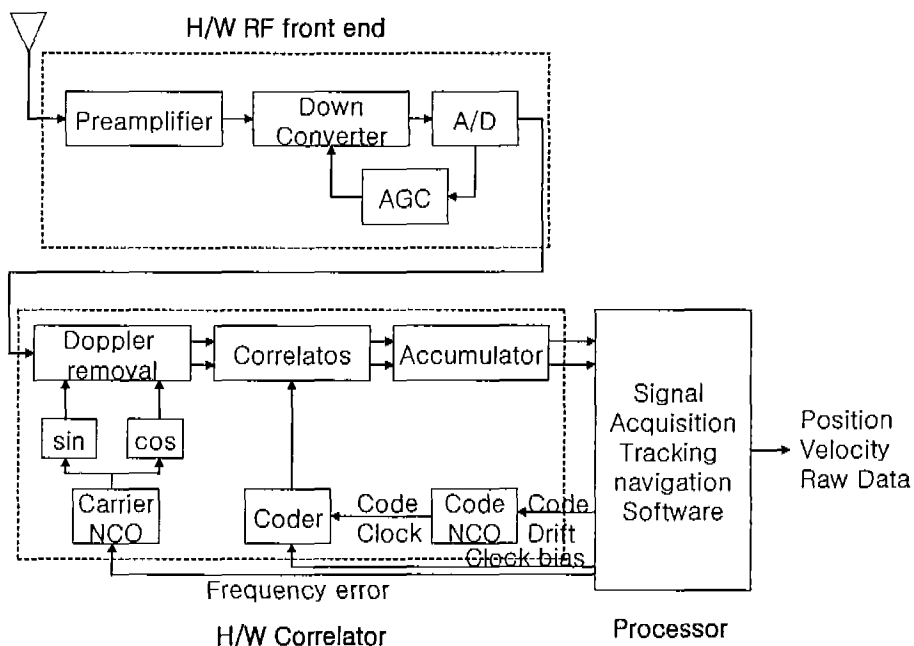 H/W RF front end
Preamplifier
Down
Converter
A/D
AGC
Doppler
removal
Correlatos
Accumulator
sin
cos
Carrier
NCO
Coder
Code
Clock
Code
NCO
Code
Drift
Clock bias
Frequency error
H/W Correlator
Signal
Acquisition
Tracking
navigation
Software
Processor
Position
Velocity
Raw Data